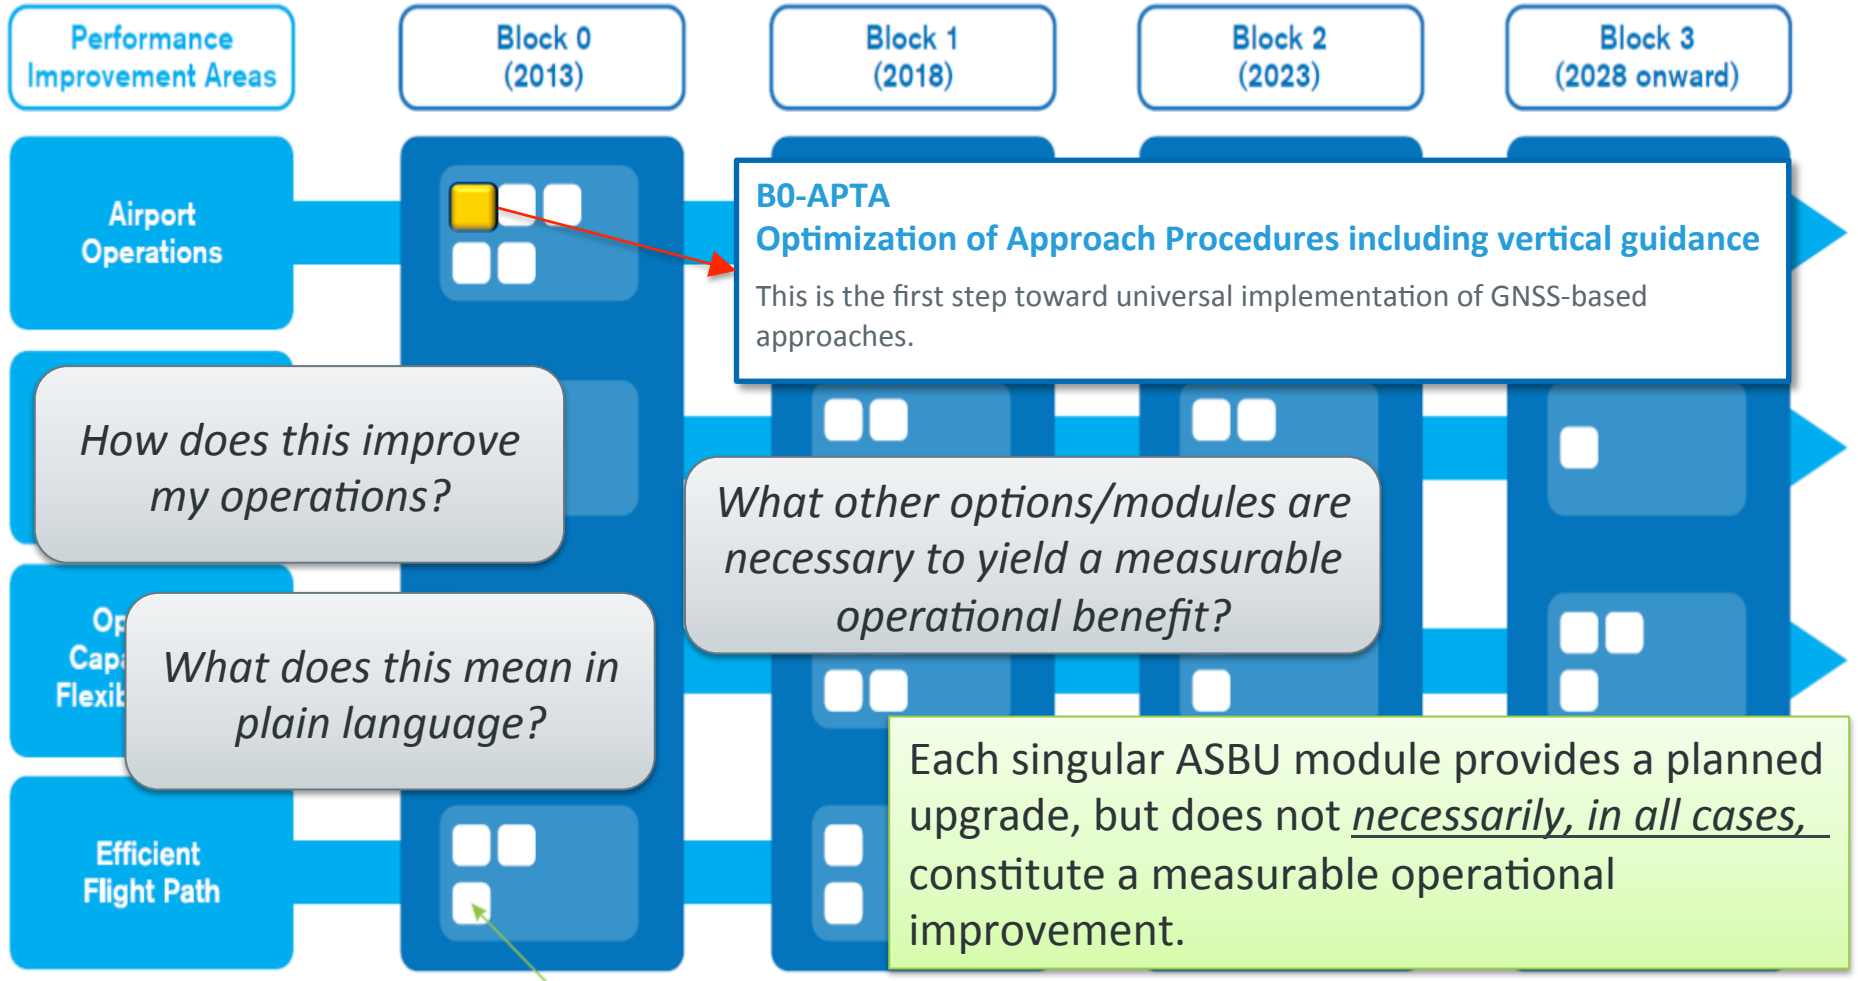 Performance
Improvement Areas
Block 0
(2013)
Block 1
(2018)
Block 2
(2023)
Block 3
(2028 onward)
Airport
Operations
B0-APTA
Optimization of Approach Procedures including vertical guidance
This is the first step toward universal implementation of GNSS-based
approaches.
How does this improve
my operations?
What other options/modules are
necessary to yield a measurable
operational benefit?
What does this mean in
plain language?
Each singular ASBU module provides a planned
upgrade, but does not necessarily, in all cases,
constitute a measurable operational
improvement.
Efficient
Flight Path